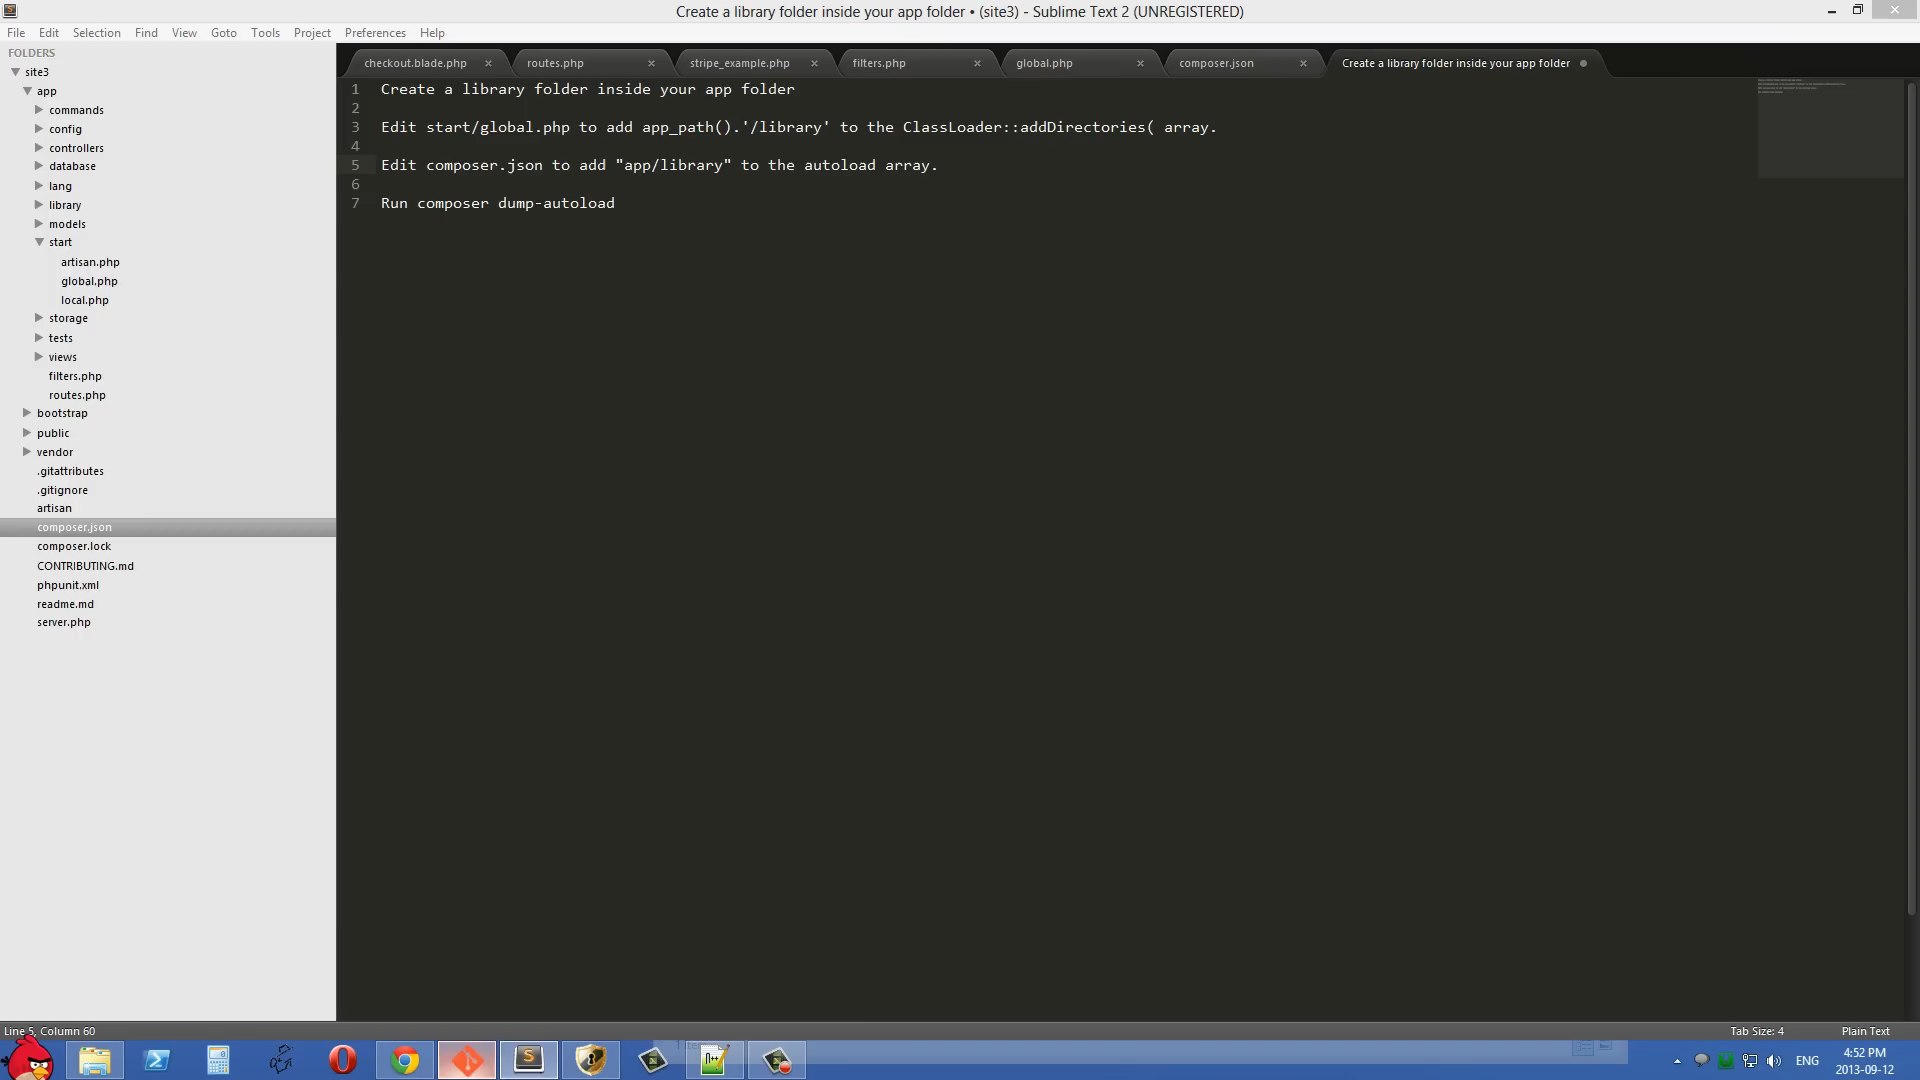 Create a library folder inside your app folder • (site3) - Sublime Text 2 (UNREGISTERED)
File Edit Selection Find View Goto Tools Project Preferences Help
FOLDERS
site3
app
commands
config
controllers
database
lang
library
models
start
artisan.php
global.php
local.php
storage
tests
views
filters.php
routes.php
bootstrap
public
vendor
.gitattributes
.gitignore
artisan
composer.json
composer.lock
CONTRIBUTING.md
phpunit.xml
readme.md
server.php
checkout.blade.php routes.php stripe_example.php filters.php global.php composer.json Create a library folder inside your app folder
1 Create a library folder inside your app folder
2
3 Edit start/global.php to add app_path().'/library' to the ClassLoader::addDirectories( array.
4
5 Edit composer.json to add "app/library" to the autoload array.
6
7 Run composer dump-autoload
Line 5, Column 60 Tab Size: 4 Plain Text
ENG
4:52 PM
2013-09-12